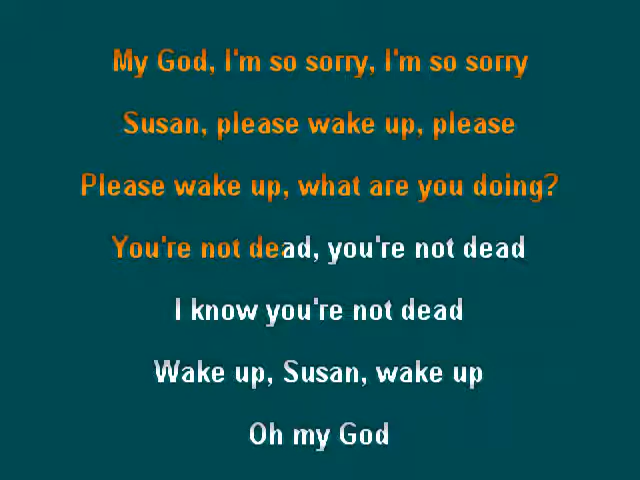 My God, I'm so sorry, I'm so sorry
Susan, please wake up, please
Please wake up, what are you doing?
You're not dead, you're not dead
I know you're not dead
Wake up, Susan, wake up
Oh my God